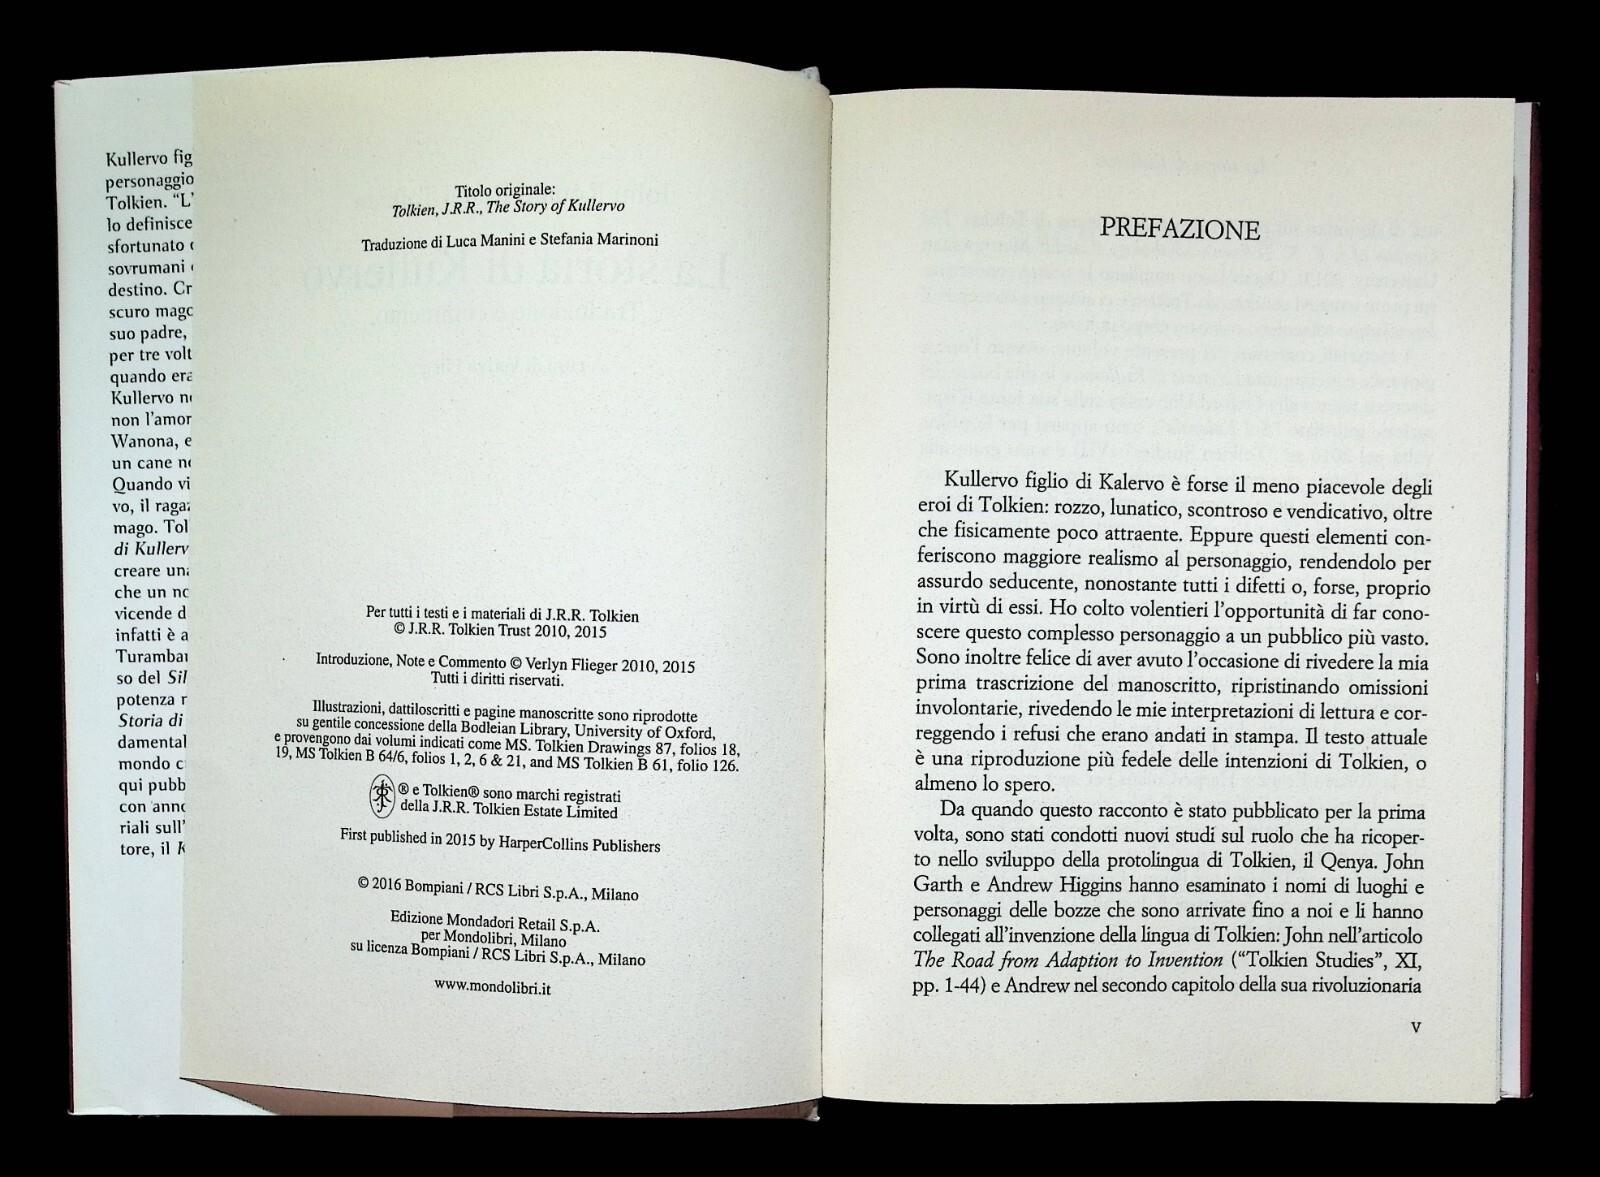 Kullervo fig
personaggio
Tolkien. “L’
lo definisce
sfortunato
sovrumani
destino. Cr
scuro mago
suo padre,
per tre volt
quando era
Kullervo
non l’amor
Wanona, e
un cane
Quando vi
vo, il
mago. Tol
di Kullerv
creare
che un
vicende d
infatti è a
Turambar
so del Sil
potenza r
Storia di
damental
mondo
qui pubb
con
riali sull’
tore, il K
Titolo originale:
Tolkien, J.R.R., The Story of Kullervo
Traduzione di Luca Manini e Stefania Marinoni
Per tutti i testi e i materiali di J.R.R. Tolkien
© J.R.R. Tolkien Trust 2010, 2015
Introduzione, Note e Commento © Verlyn Flieger 2010, 2015
Tutti i diritti riservati.
Illustrazioni, dattiloscritti e pagine manoscritte sono riprodotte
su gentile concessione della Bodleian Library, University of Oxford,
e provengono dai volumi indicati come MS. Tolkien Drawings 87, folios 18,
19, MS Tolkien B 64/6, folios 1, 2, 6 & 21, and MS Tolkien B 61, folio 126.
® e Tolkien® sono marchi registrati
della J.R.R. Tolkien Estate Limited
First published in 2015 by HarperCollins Publishers
© 2016 Bompiani / RCS Libri S.p.A., Milano
Edizione Mondadori Retail S.p.A.
per Mondolibri, Milano
su licenza Bompiani / RCS Libri S.p.A., Milano
www.mondolibri.it
PREFAZIONE
Kullervo figlio di Kalervo è forse il meno piacevole degli
eroi di Tolkien: rozzo, lunatico, scontroso e vendicativo, oltre
che fisicamente poco attraente. Eppure questi elementi con-
feriscono maggiore realismo al personaggio, rendendolo per
assurdo seducente, nonostante tutti i difetti o, forse, proprio
in virtù di essi. Ho colto volentieri l’opportunità di far cono-
scere questo complesso personaggio a un pubblico più vasto.
Sono inoltre felice di aver avuto l’occasione di rivedere la mia
prima trascrizione del manoscritto, ripristinando omissioni
involontarie, rivedendo le mie interpretazioni di lettura e cor-
reggendo i refusi che erano andati in stampa. Il testo attuale
è una riproduzione più fedele delle intenzioni di Tolkien, o
almeno lo spero.
Da quando questo racconto è stato pubblicato per la prima
volta, sono stati condotti nuovi studi sul ruolo che ha ricoper-
to nello sviluppo della protolingua di Tolkien, il Qenya. John
Garth e Andrew Higgins hanno esaminato i nomi di luoghi e
personaggi delle bozze che sono arrivate fino a noi e li hanno
collegati all’invenzione della lingua di Tolkien: John nell’articolo
The Road from Adaption to Invention (“Tolkien Studies”, XI,
pp. 1-44) e Andrew nel secondo capitolo della sua rivoluzionaria
V